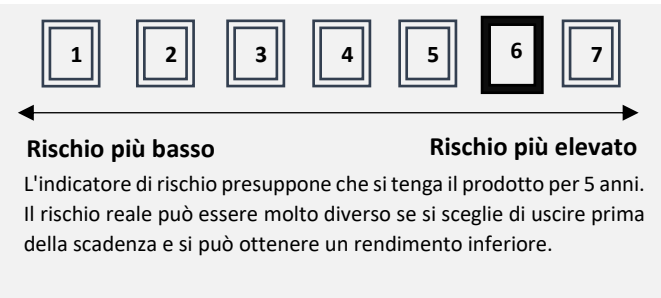 1 2 3 4 5 6 7
Rischio più basso Rischio più elevato
L'indicatore di rischio presuppone che si tenga il prodotto per 5 anni.
Il rischio reale può essere molto diverso se si sceglie di uscire prima
della scadenza e si può ottenere un rendimento inferiore.